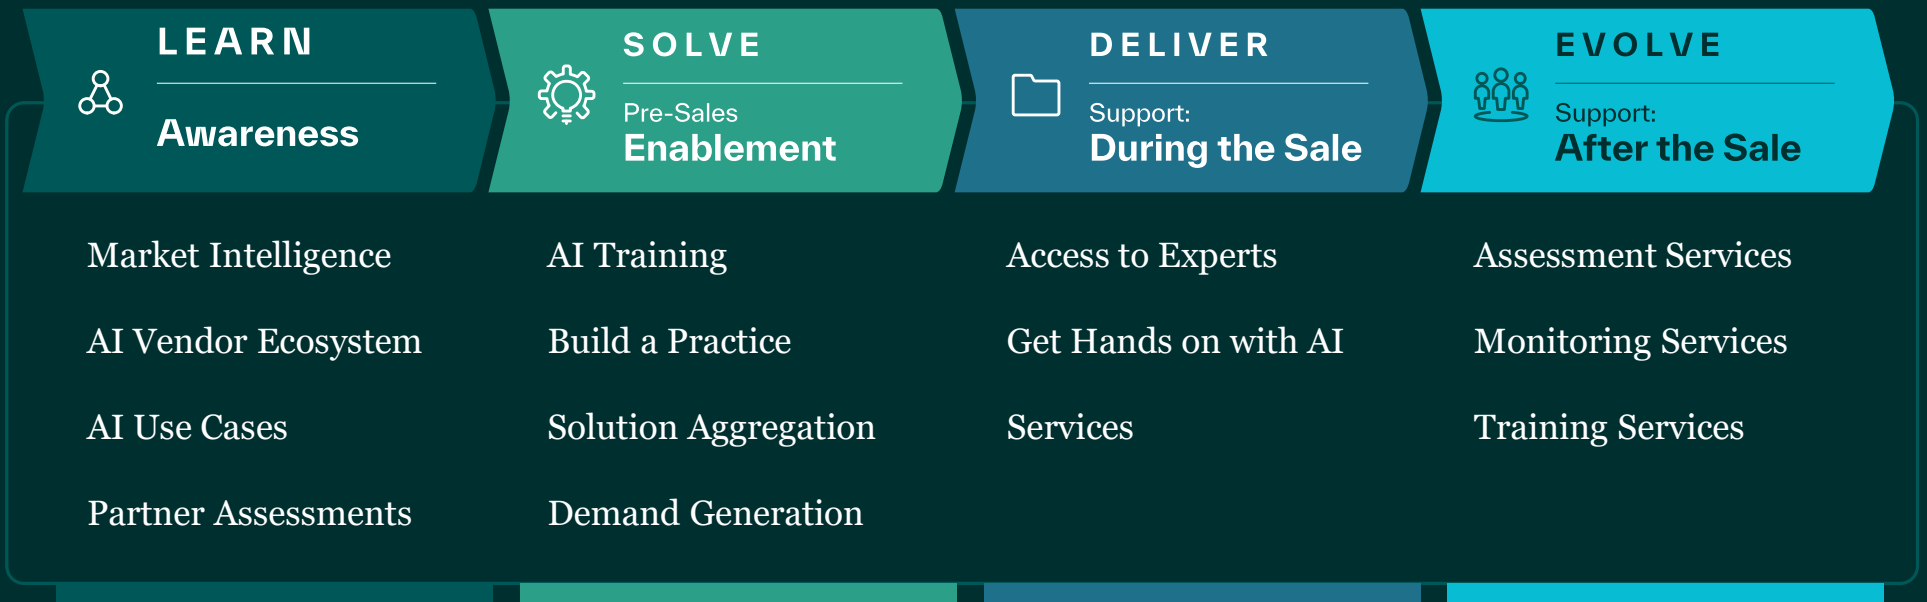 LEARN
Awareness
Market Intelligence
AI Vendor Ecosystem
AI Use Cases
Partner Assessments
SOLVE
Pre-Sales
Enablement
AI Training
Build a Practice
Solution Aggregation
Demand Generation
DELIVER
Support:
During the Sale
Access to Experts
Get Hands on with AI
Services
EVOLVE
Support:
After the Sale
Assessment Services
Monitoring Services
Training Services